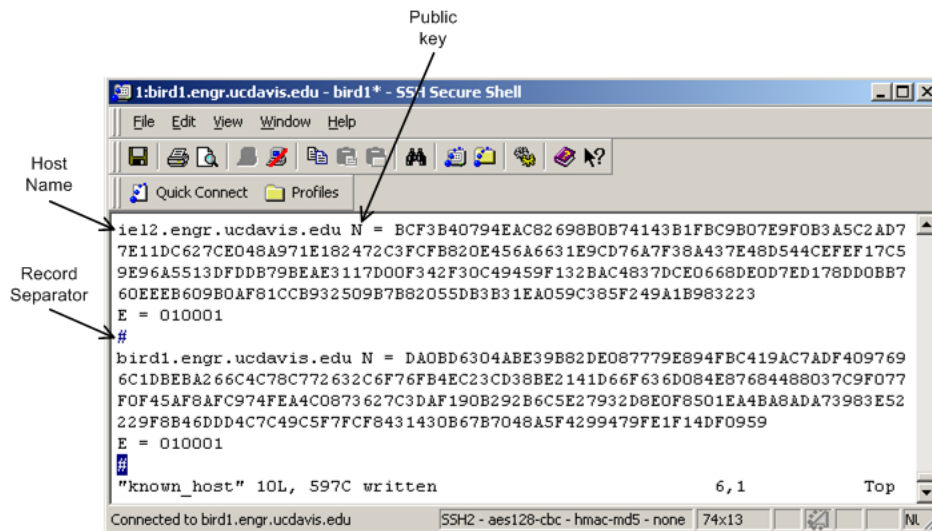 Public
key
1:bird1.engr.ucdavis.edu - bird1* - SSH Secure Shell
File Edit View Window Help
Quick Connect Profiles
Host
Name
ie12.engr.ucdavis.edu N = BCF3B40794EAC82698B0B74143B1FBC9B07E9F0B3A5C2AD7
7E11DC627CE048A971E182472C3FCFB820E456A6631E9CD76A7F38A437E48D544CEFEF17C5
9E96A5513DFDDB79BEAE3117D00F342F30C49459F132BAC4837DCE0668DE0D7ED178DD0BB7
60EEEB609B0AF81CCB932509B7B82055DB3B31EA059C385F249A1B983223
E = 010001
Record
Separator
#
bird1.engr.ucdavis.edu N = DA0BD6304ABE39B82DE087779E894FBC419AC7ADF409769
6C1DBEBA266C4C78C772632C6F76FB4EC23CD38BE2141D66F636D084E87684488037C9F077
F0F45AF8AFC974FEA4C0873627C3DAF190B292B6C5E27932D8E0F8501EA4BA8ADA73983E52
229F8B46DDD4C7C49C5F7FCF8431430B67B7048A5F4299479FE1F14DF0959
E = 010001
#
"known_host" 10L, 597C written 6,1 Top
Connected to bird1.engr.ucdavis.edu SSH2 - aes128-cbc - hmac-md5 - none 74x13